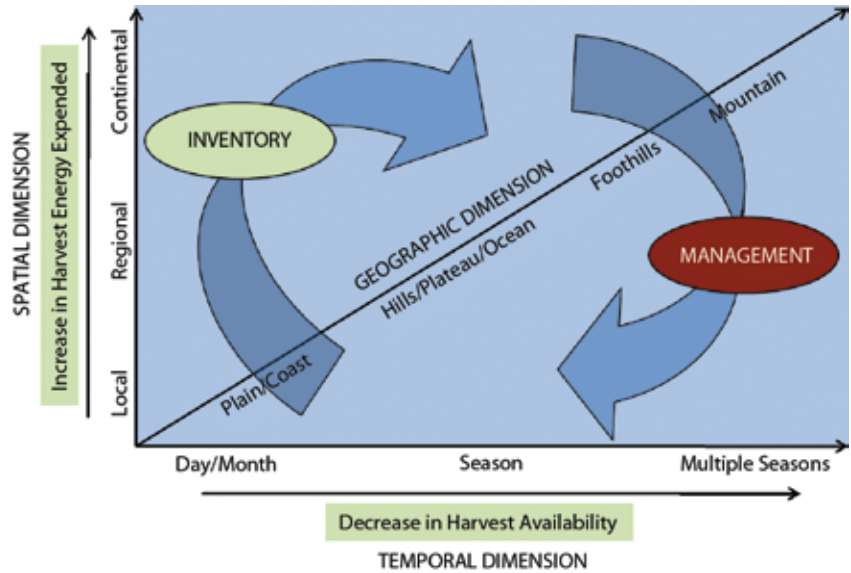 SPATIAL DIMENSION
Increase in Harvest Energy Expended
Continental
Regional
Local
INVENTORY
MANAGEMENT
GEOGRAPHIC DIMENSION
Plain/Coast
Hills/Plateau/Ocean
Foothills
Mountain
Day/Month
Season
Multiple Seasons
Decrease in Harvest Availability
TEMPORAL DIMENSION